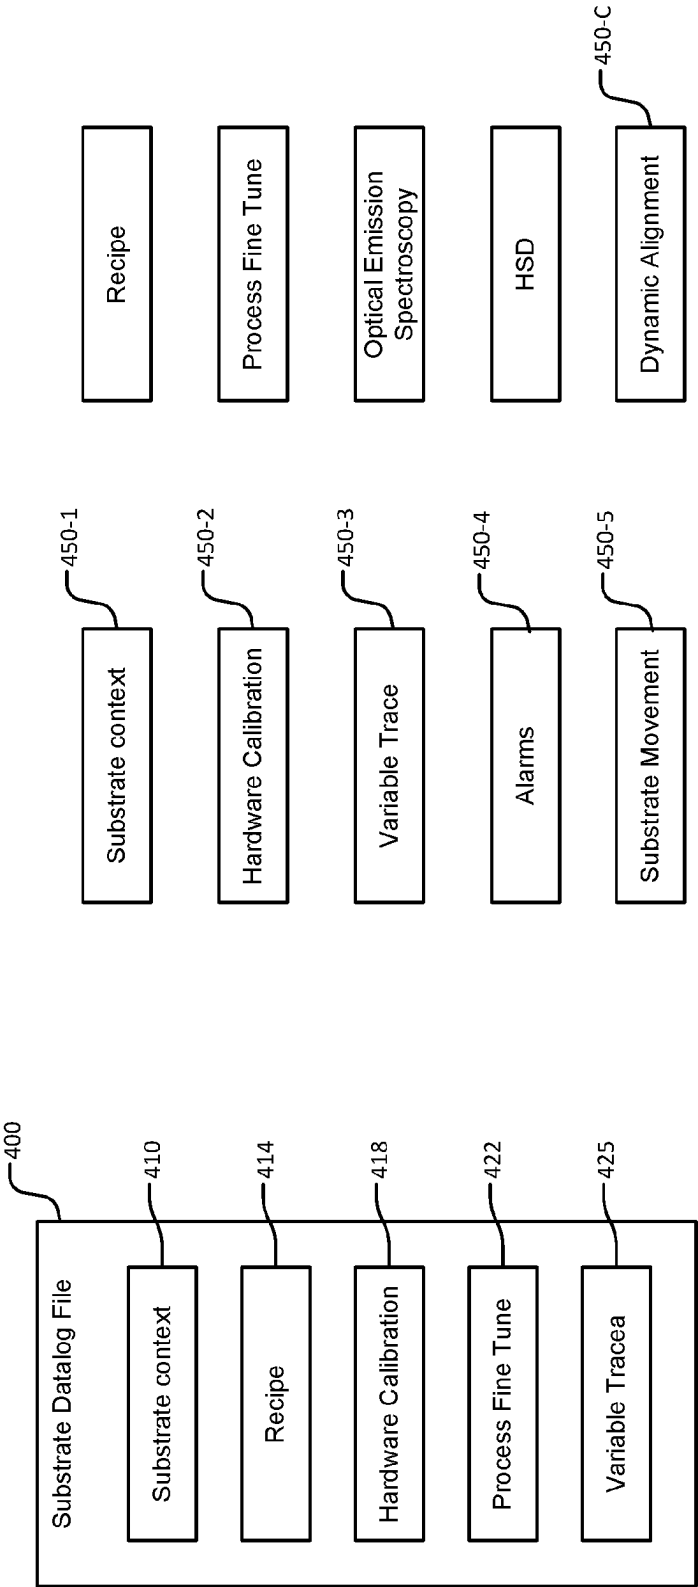 400
Substrate Datalog File
410
Substrate context
414
Recipe
418
Hardware Calibration
422
Process Fine Tune
425
Variable Tracea
450-1
Substrate context
450-2
Hardware Calibration
450-3
Variable Trace
450-4
Alarms
450-5
Substrate Movement
Recipe
Process Fine Tune
Optical Emission
Spectroscopy
HSD
450-C
Dynamic Alignment